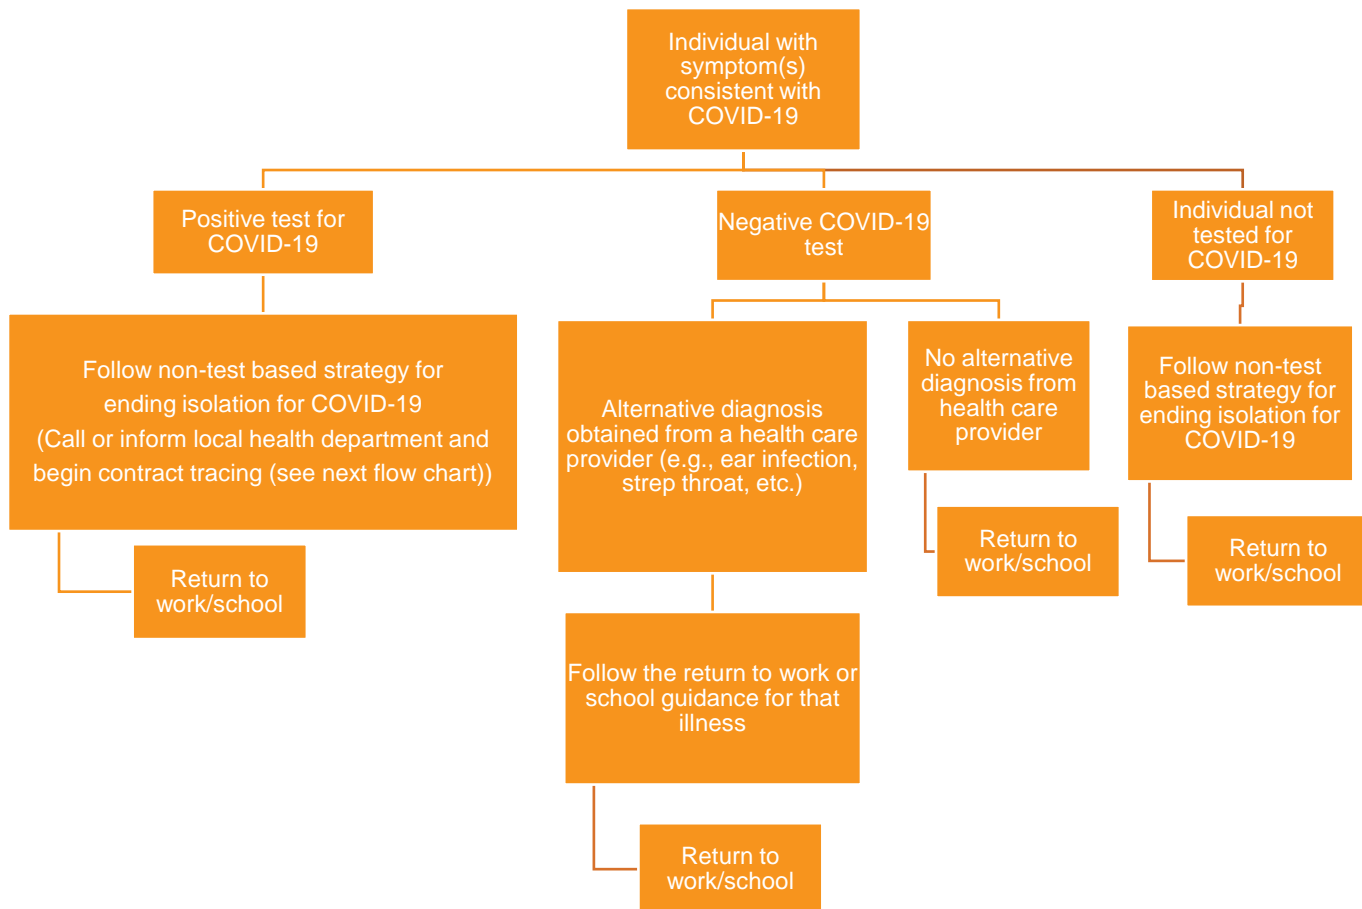 Individual with
symptom(s)
consistent with
COVID-19
Positive test for
COVID-19
Negative COVID-19
test
Individual not
tested for
COVID-19
Follow non-test based strategy for
ending isolation for COVID-19
(Call or inform local health department and
begin contract tracing (see next flow chart))
Alternative diagnosis
obtained from a health care
provider (e.g., ear infection,
strep throat, etc.)
No alternative
diagnosis from
health care
provider
Follow non-test
based strategy for
ending isolation for
COVID-19
Return to
work/school
Return to
work/school
Return to
work/school
Follow the return to work or
school guidance for that
illness
Return to
work/school